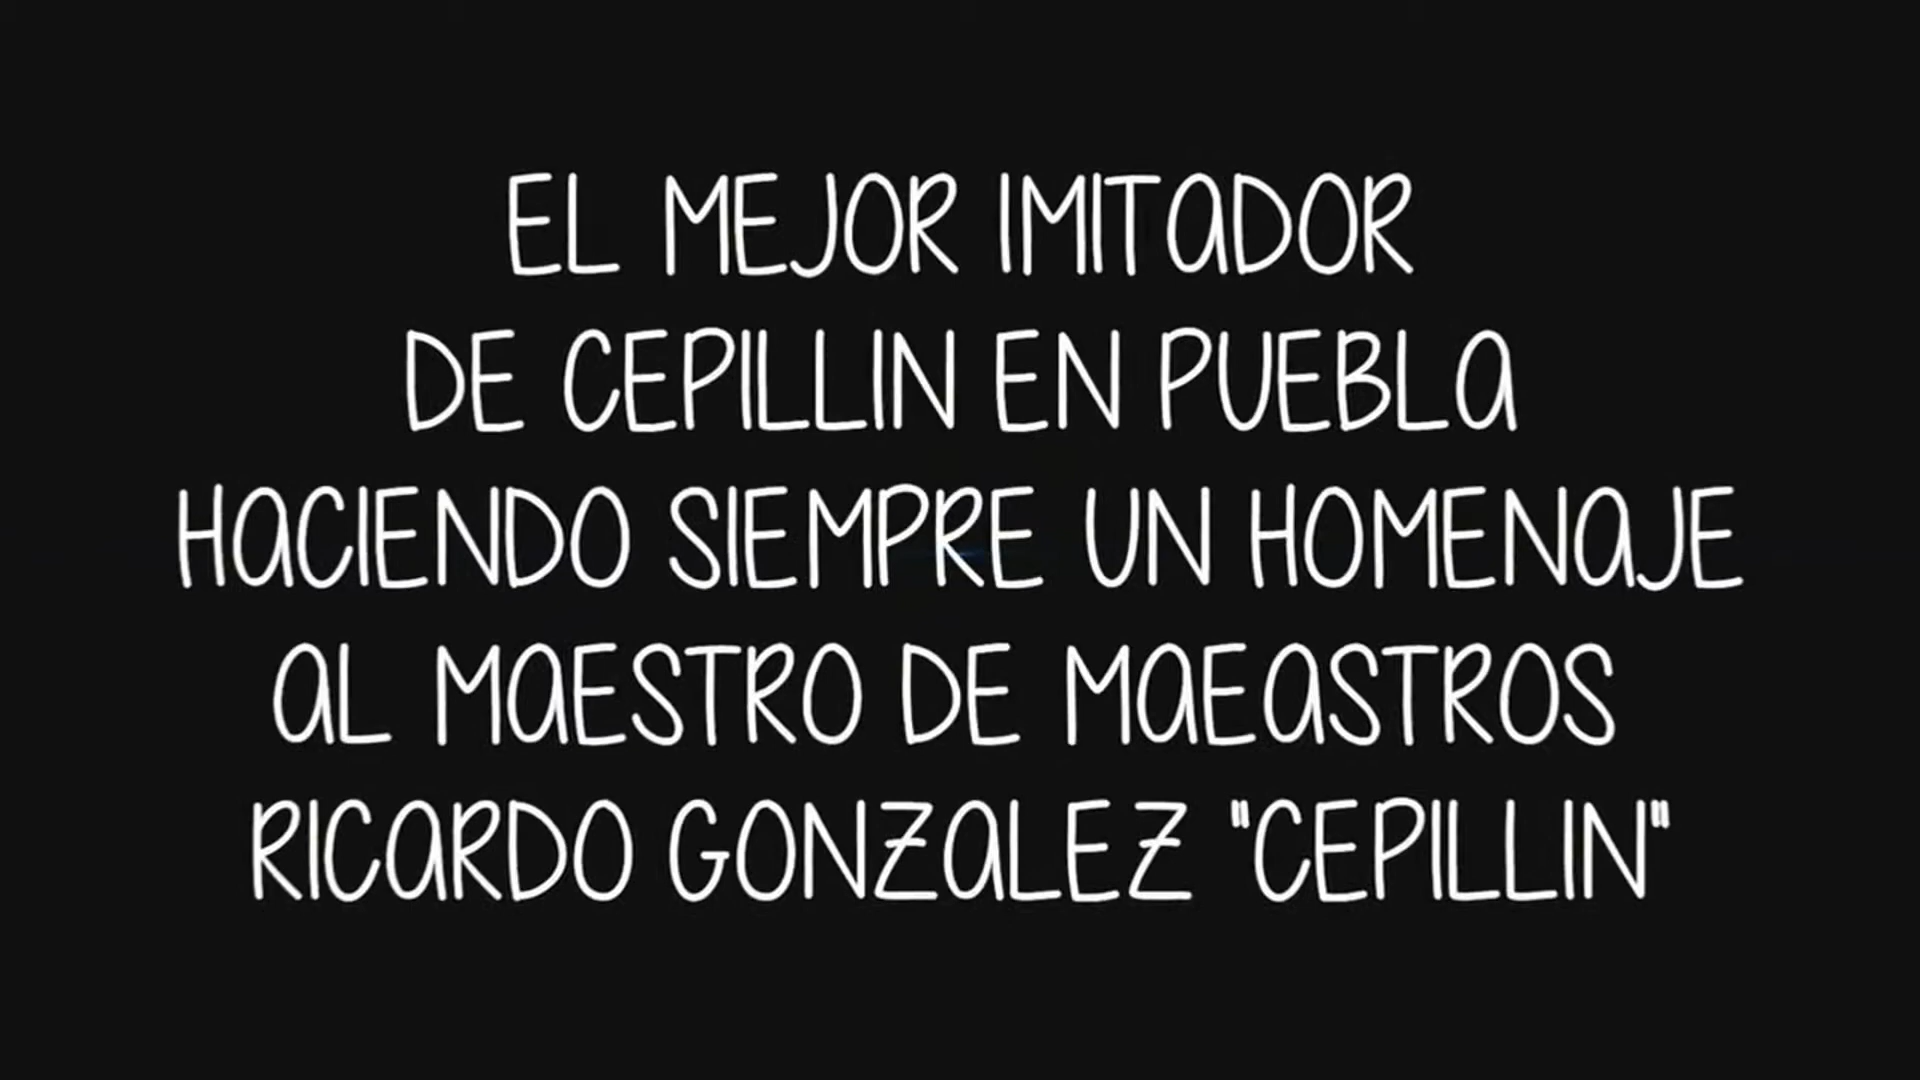 EL MEJOR IMITADOR
DE CEPILLIN EN PUEBLA
HACIENDO SIEMPRE UN HOMENAJE
AL MAESTRO DE MAEASTROS
RICARDO GONZALEZ "CEPILLIN"